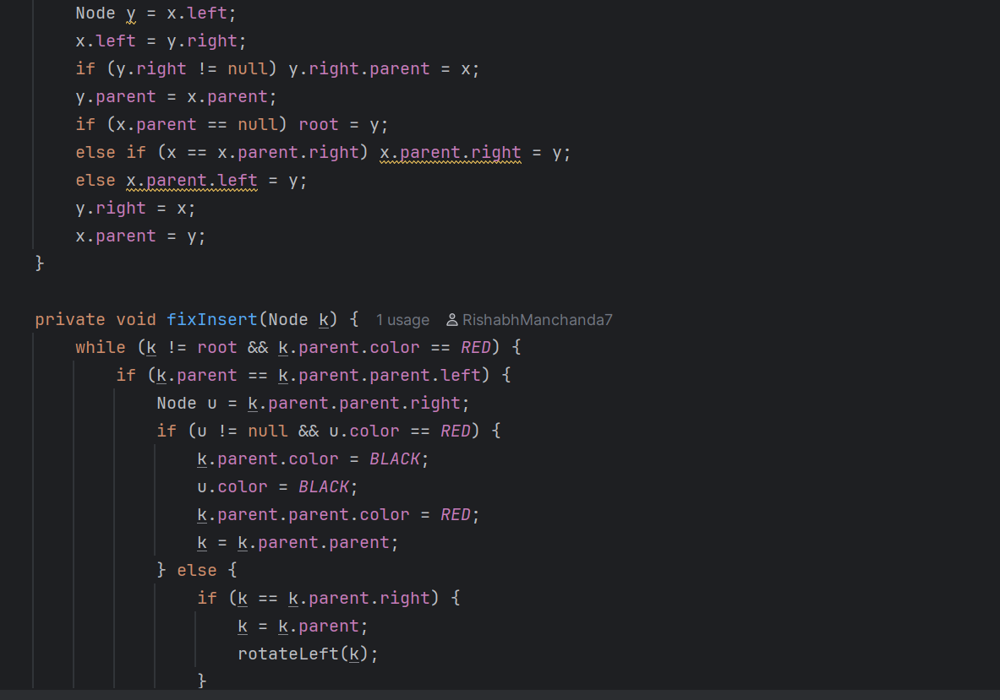 Node y = x.left;
x.left = y.right;
if (y.right != null) y.right.parent = x;
y.parent = x.parent;
if (x.parent == null) root = y;
else if (x == x.parent.right) x.parent.right = y;
else x.parent.left = y;
y.right = x;
x.parent = y;
}
private void fixInsert(Node k) { 1 usage RishabhManchanda7
while (k != root && k.parent.color == RED) {
if (k.parent == k.parent.parent.left) {
Node u = k.parent.parent.right;
if (u != null && u.color == RED) {
k.parent.color = BLACK;
u.color = BLACK;
k.parent.parent.color = RED;
k = k.parent.parent;
} else {
if (k == k.parent.right) {
k = k.parent;
rotateLeft(k);
}